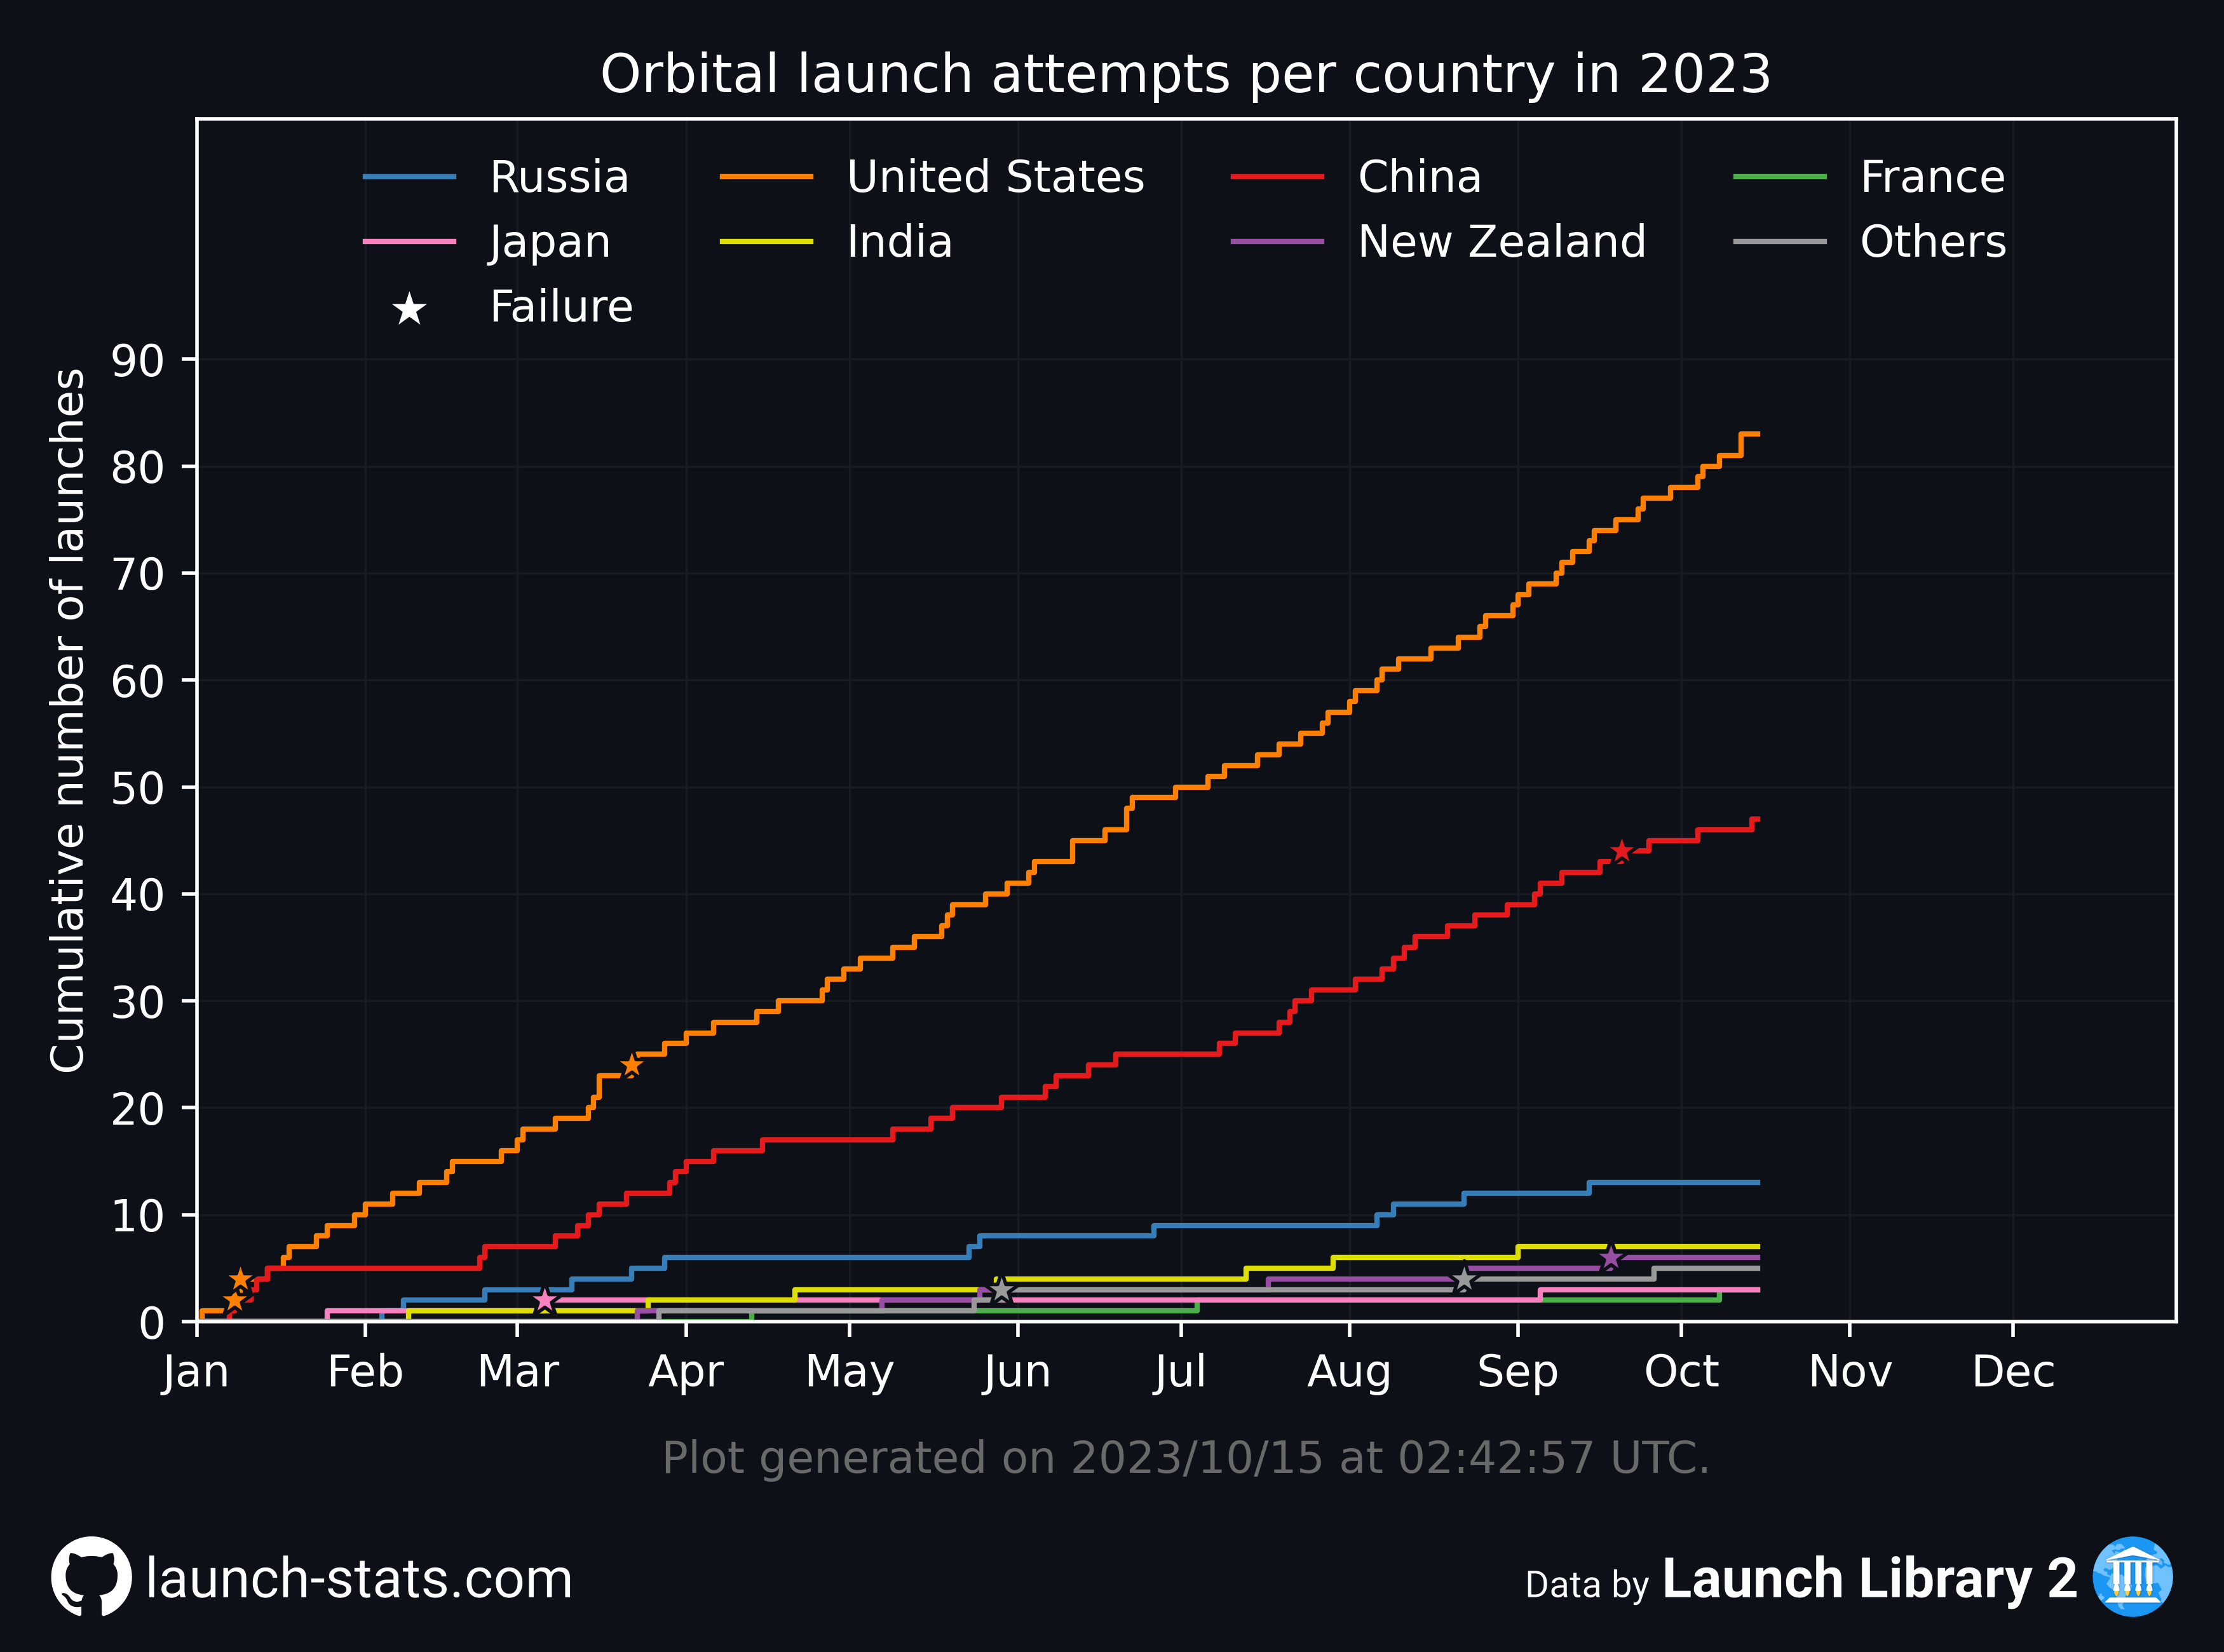 Orbital launch attempts per country in 2023
Russia United States China France
Japan India New Zealand Others
Failure
Cumulative number of launches
90
80
70
60
50
40
30
20
10
0
Jan Feb Mar Apr May Jun Jul Aug Sep Oct Nov Dec
Plot generated on 2023/10/15 at 02:42:57 UTC.
launch-stats.com
Data by Launch Library 2